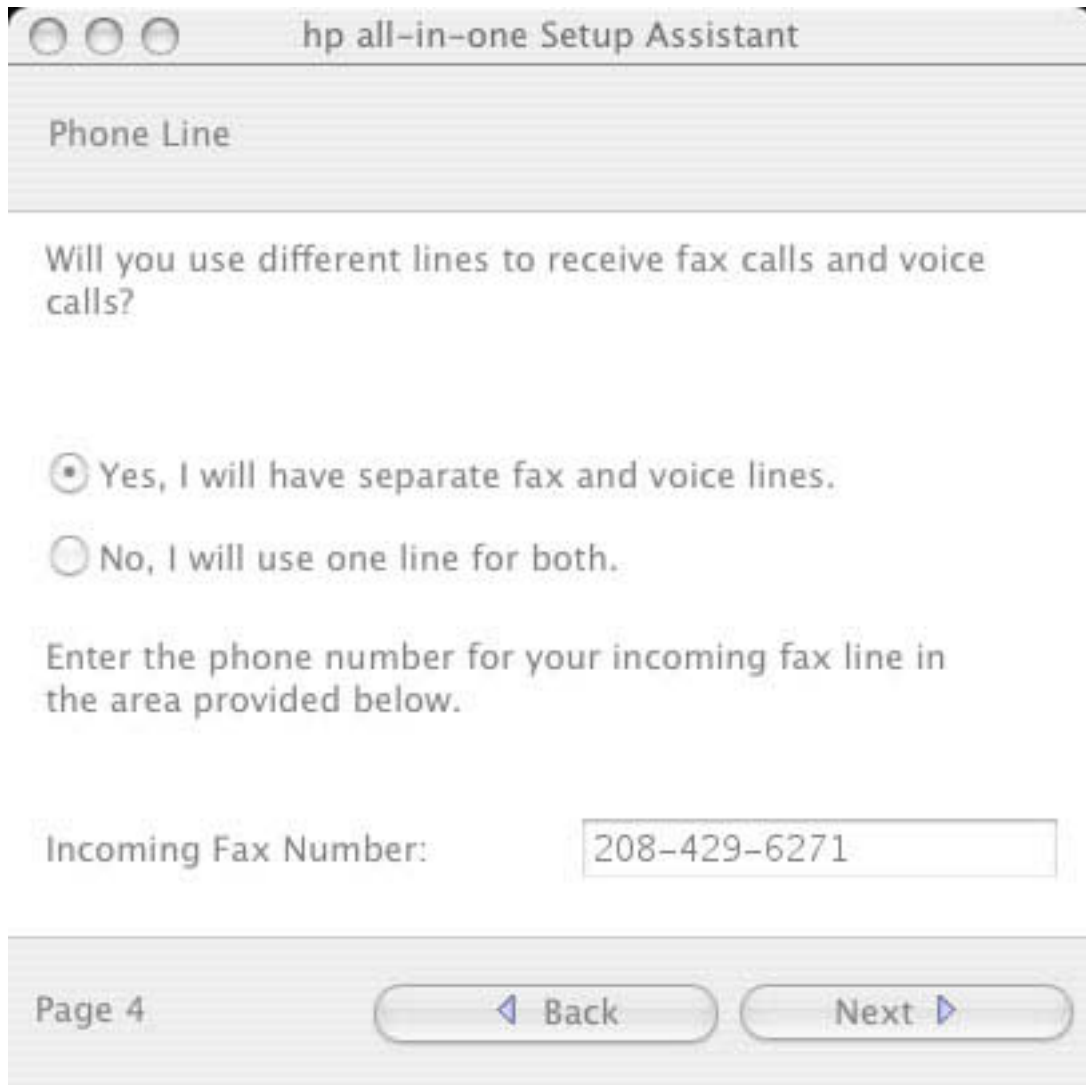 hp all-in-one Setup Assistant
Phone Line
Will you use different lines to receive fax calls and voice
calls?
Yes, I will have separate fax and voice lines.
No, I will use one line for both.
Enter the phone number for your incoming fax line in
the area provided below.
Incoming Fax Number: 208-429-6271
Page 4 Back Next